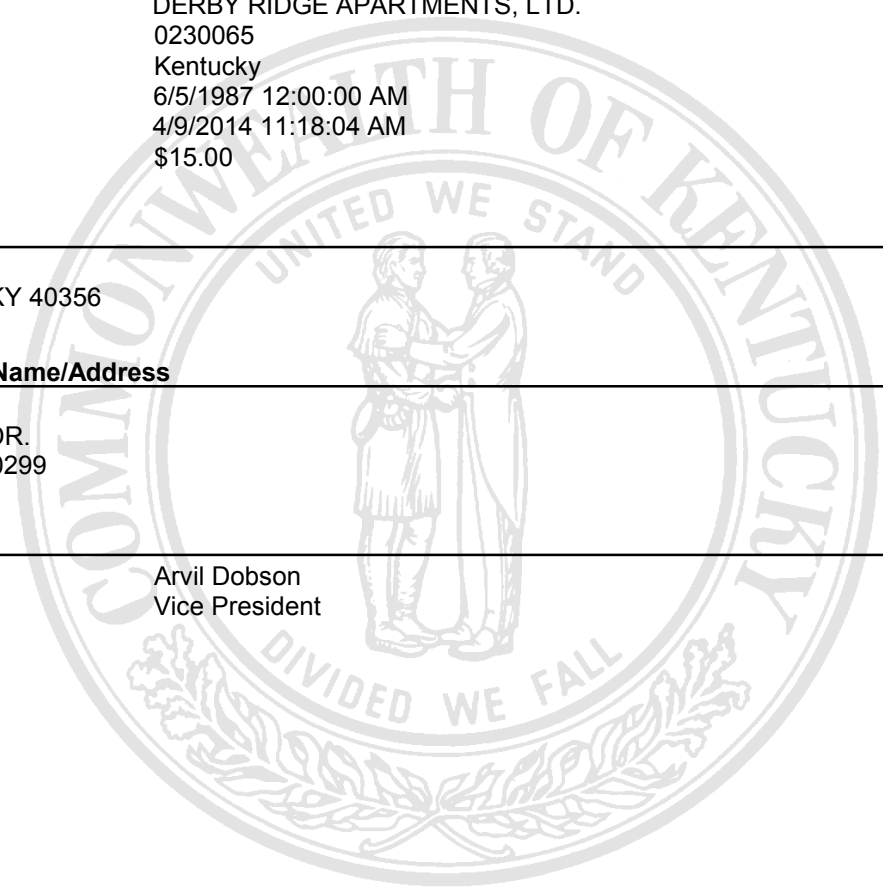 DERBY RIDGE APARTMENTS, LTD.
0230065
Kentucky
6/5/1987 12:00:00 AM
4/9/2014 11:18:04 AM
$15.00
KY 40356
Name/Address
DR.
0299
Arvil Dobson
Vice President
COMMONWEALTH OF KENTUCKY
UNITED WE STAND
DIVIDED WE FALL